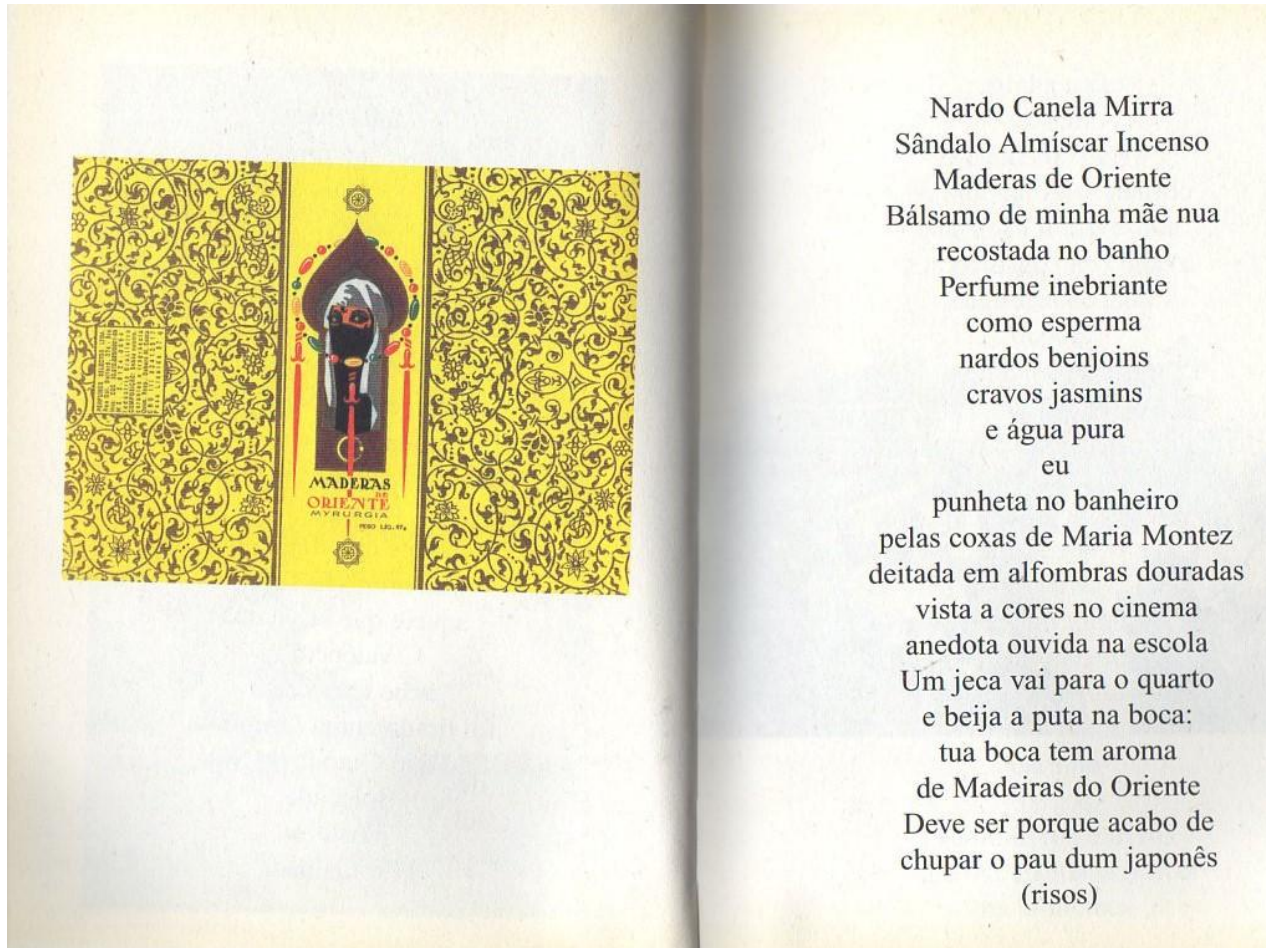 MADERAS
DE
ORIENTE
MYRURGIA
PESO LIQ. 47g
Nardo Canela Mirra
Sândalo Almíscar Incenso
Maderas de Oriente
Bálsamo de minha mãe nua
recostada no banho
Perfume inebriante
como esperma
nardos benjoins
cravos jasmins
e água pura
eu
punheta no banheiro
pelas coxas de Maria Montez
deitada em alfombras douradas
vista a cores no cinema
anedota ouvida na escola
Um jeca vai para o quarto
e beija a puta na boca:
tua boca tem aroma
de Madeiras do Oriente
Deve ser porque acabo de
chupar o pau dum japonês
(risos)